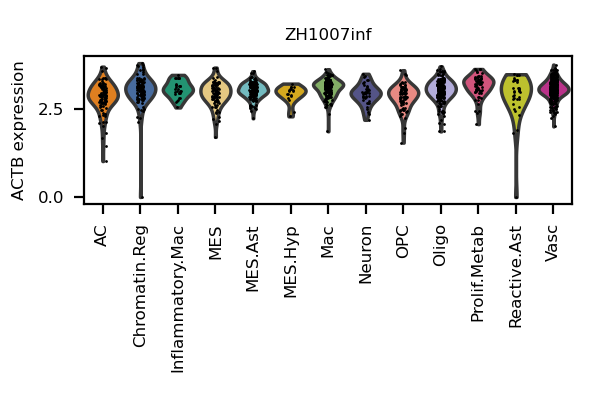 ZH1007inf
ACTB expression
2.5
0.0
AC
Chromatin.Reg
Inflammatory.Mac
MES
MES.Ast
MES.Hyp
Mac
Neuron
OPC
Oligo
Prolif.Metab
Reactive.Ast
Vasc